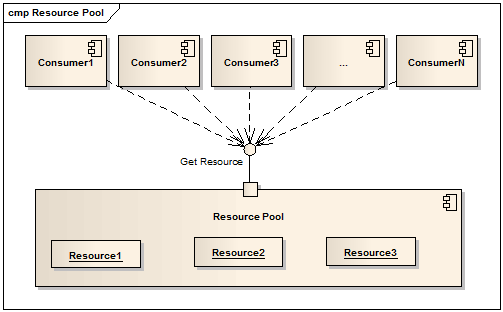 cmp Resource Pool
Consumer1 Consumer2 Consumer3 ... ConsumerN
Get Resource
Resource Pool
Resource1 Resource2 Resource3